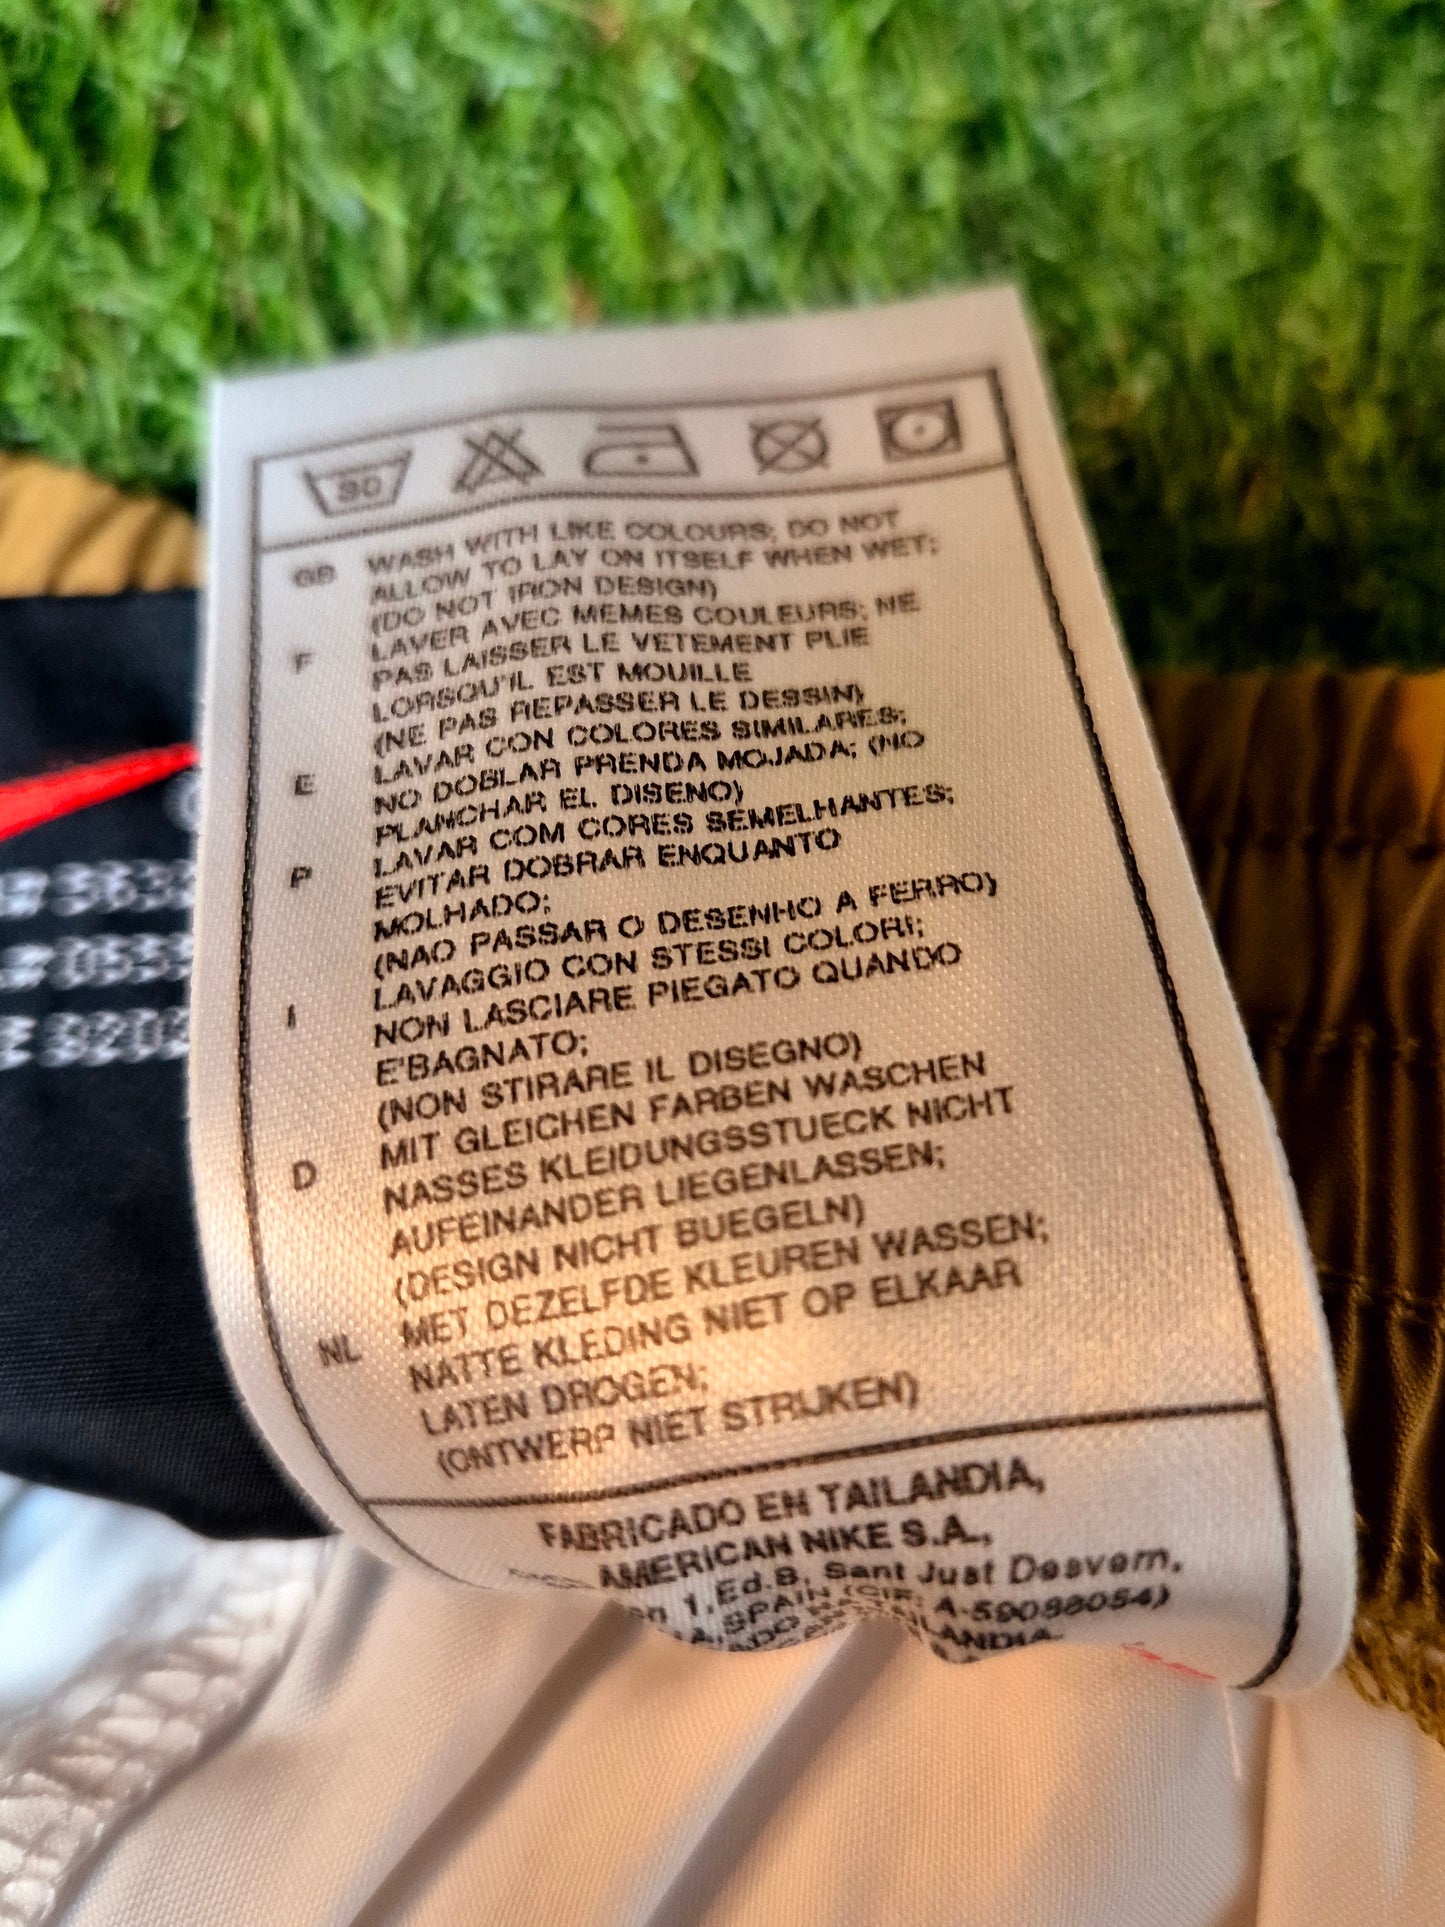 30
GB WASH WITH LIKE COLOURS; DO NOT
ALLOW TO LAY ON ITSELF WHEN WET;
(DO NOT IRON DESIGN)
F LAVER AVEC MEMES COULEURS; NE
PAS LAISSER LE VETEMENT PLIE
LORSQU'IL EST MOUILLE
(NE PAS REPASSER LE DESSIN)
E LAVAR CON COLORES SIMILARES;
NO DOBLAR PRENDA MOJADA; (NO
PLANCHAR EL DISENO)
P LAVAR COM CORES SEMELHANTES;
EVITAR DOBRAR ENQUANTO
MOLHADO;
(NAO PASSAR O DESENHO A FERRO)
I LAVAGGIO CON STESSI COLORI;
NON LASCIARE PIEGATO QUANDO
E'BAGNATO;
(NON STIRARE IL DISEGNO)
D MIT GLEICHEN FARBEN WASCHEN
NASSES KLEIDUNGSSTUECK NICHT
AUFEINANDER LIEGENLASSEN;
(DESIGN NICHT BUEGELN)
NL MET DEZELFDE KLEUREN WASSEN;
NATTE KLEDING NIET OP ELKAAR
LATEN DROGEN;
(ONTWERP NIET STRIJKEN)
FABRICADO EN TAILANDIA,
AMERICAN NIKE S.A.,
1,Ed.B, Sant Just Desvern,
SPAIN (CIF: A-59088054)